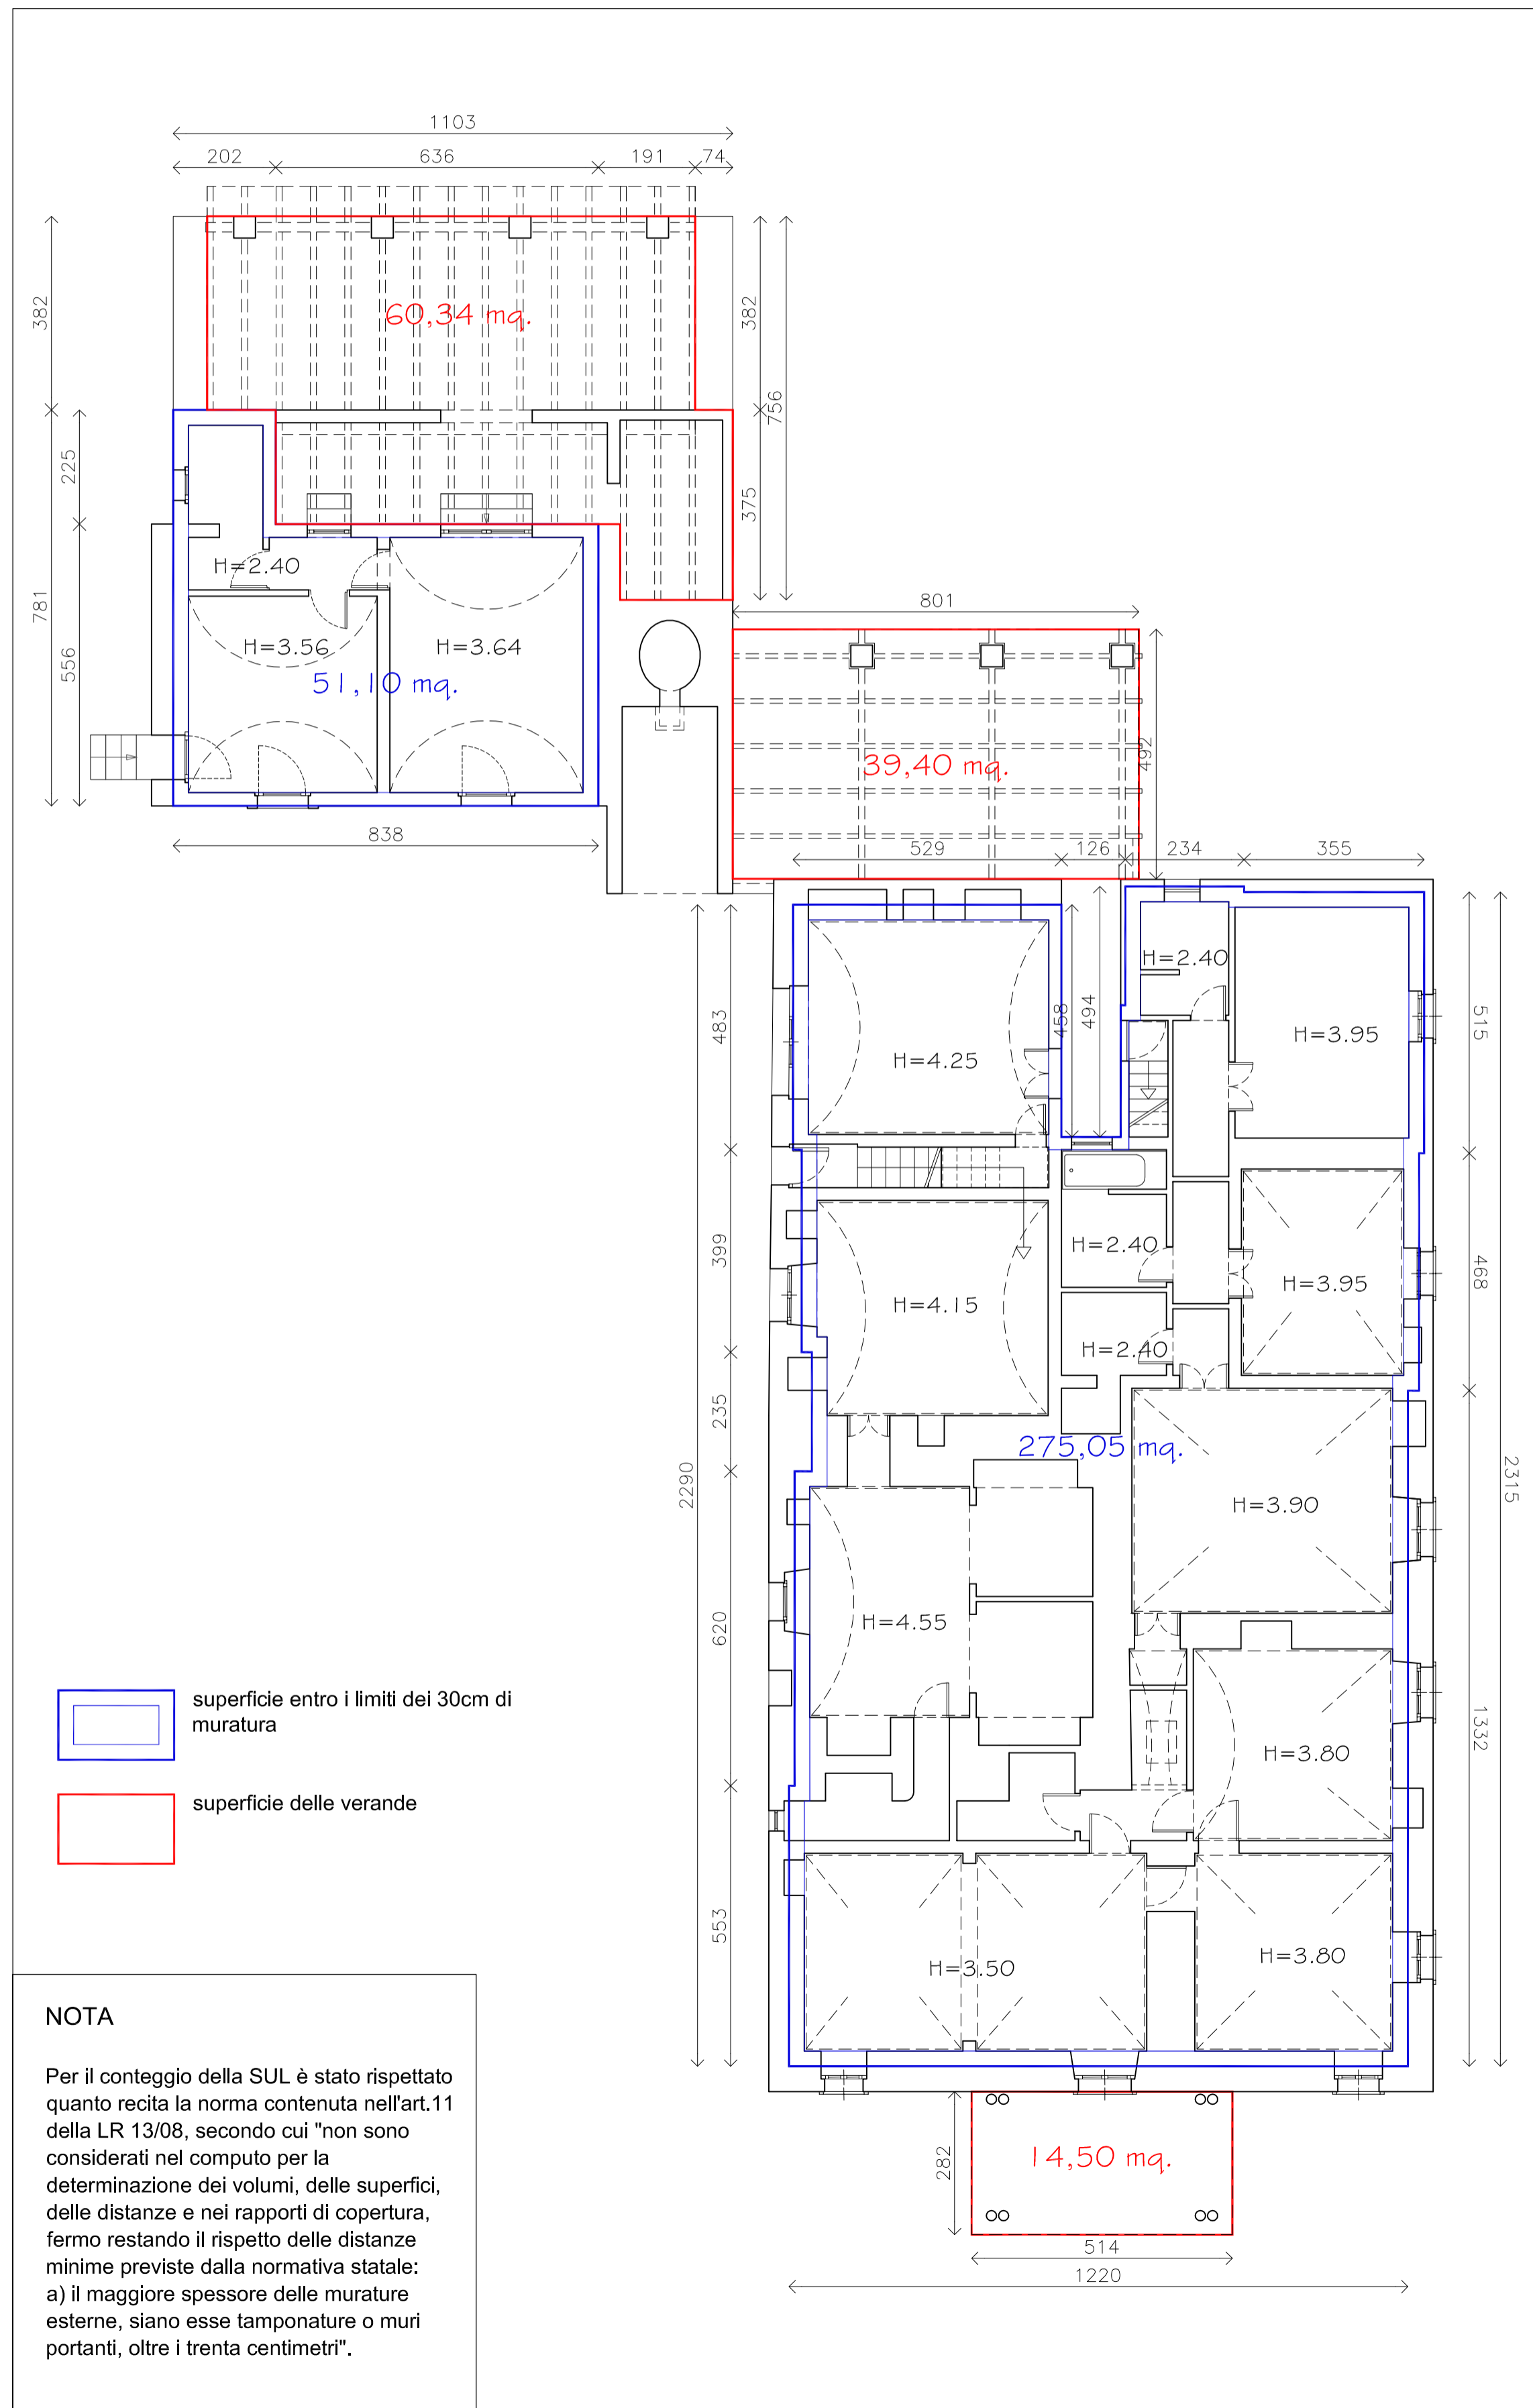 1103
202 636 191 74
382
382
756
60,34 mq.
225
375
781
556
H=2.40
H=3.56
H=3.64
51,10 mq.
838
801
492
39,40 mq.
529 126 234 355
H=2.40
483
458
494
515
H=3.95
H=4.25
399
H=2.40
468
H=3.95
H=4.15
H=2.40
235
275,05 mq.
2290
2315
H=3.90
620
H=4.55
1332
H=3.80
553
H=3.50
H=3.80
14,50 mq.
282
514
1220
superficie entro i limiti dei 30cm di
muratura
superficie delle verande
NOTA
Per il conteggio della SUL è stato rispettato
quanto recita la norma contenuta nell'art.11
della LR 13/08, secondo cui "non sono
considerati nel computo per la
determinazione dei volumi, delle superfici,
delle distanze e nei rapporti di copertura,
fermo restando il rispetto delle distanze
minime previste dalla normativa statale:
a) il maggiore spessore delle murature
esterne, siano esse tamponature o muri
portanti, oltre i trenta centimetri".